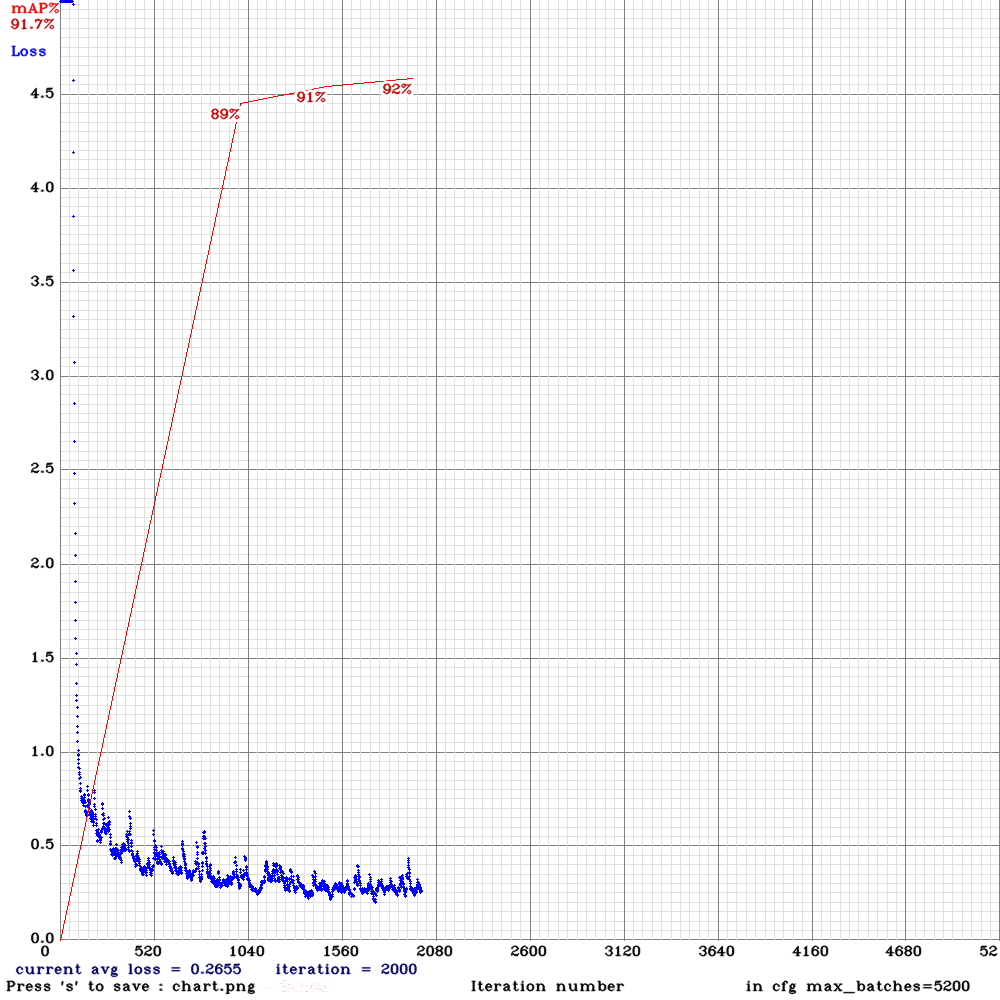 mAP%
91.7%
Loss
4.5
4.0
3.5
3.0
2.5
2.0
1.5
1.0
0.5
0.0
89%
91%
92%
0 520 1040 1560 2080 2600 3120 3640 4160 4680 52
current avg loss = 0.2655 iteration = 2000
Press 's' to save : chart.png Iteration number in cfg max_batches=5200